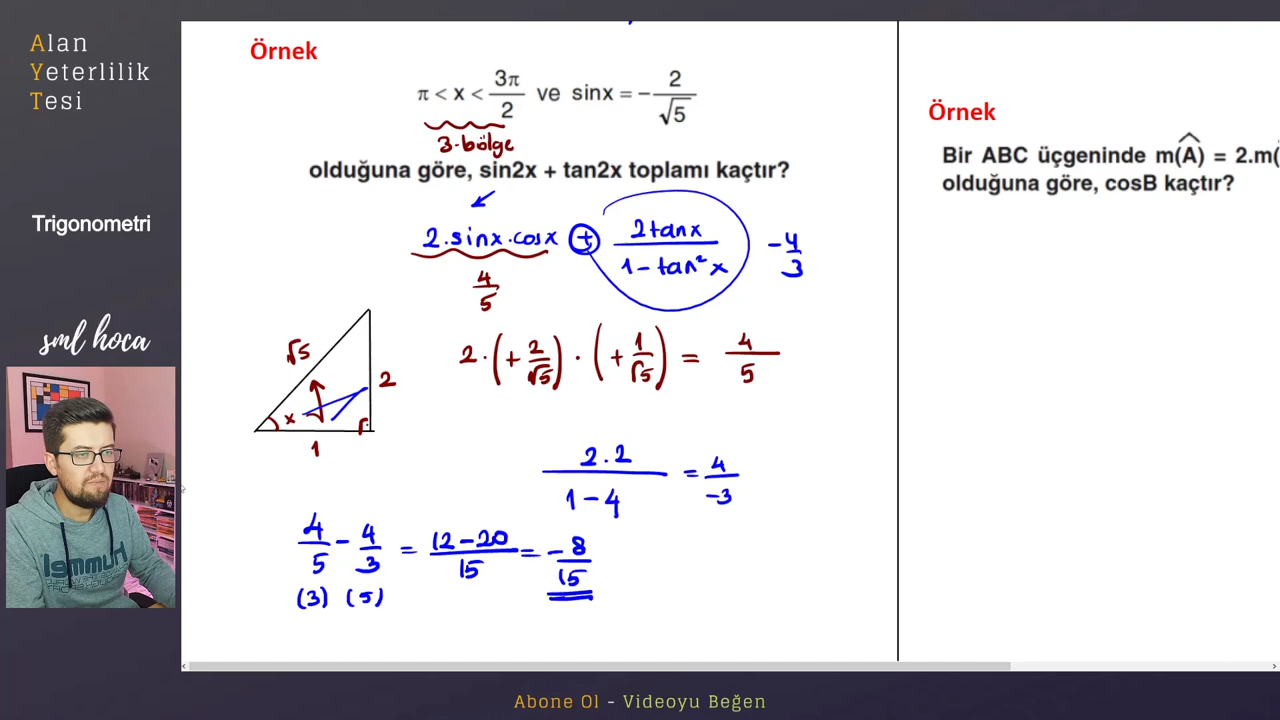 Alan
Yeterlilik
Tesi
Trigonometri
sml hoca
Örnek
π < x < 3π/2 ve sinx = − 2/√5
3.bölge
olduğuna göre, sin2x + tan2x toplamı kaçtır?
2.sinx.cosx + 2tanx/(1 − tan²x) − 4/3
4/5
√5
2
x
1
2 · (+ 2/√5) · (+ 1/√5) = 4/5
2.2/(1 − 4) = 4/−3
4/5 − 4/3 = (12 − 20)/15 = −8/15
(3) (5)
Örnek
Bir ABC üçgeninde m(A) = 2.m(
olduğuna göre, cosB kaçtır?
Abone Ol - Videoyu Beğen